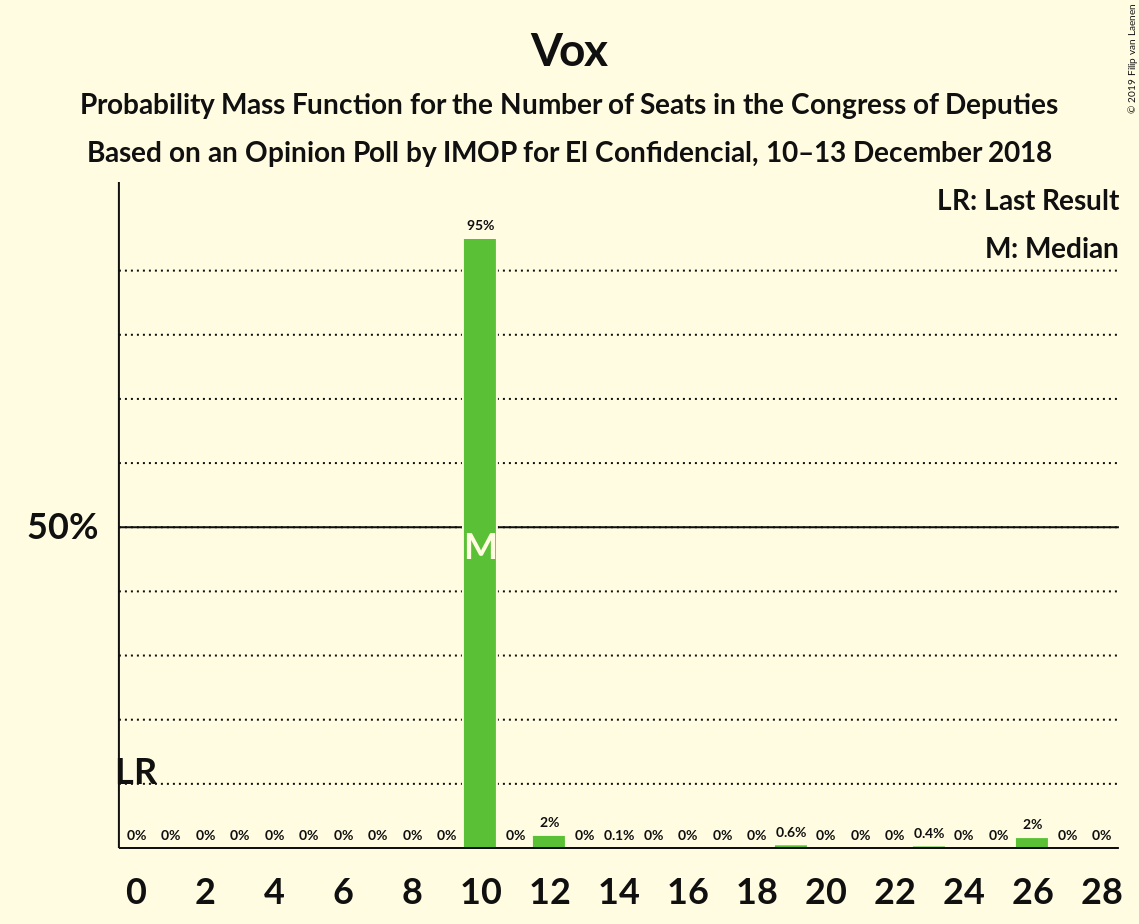 Vox
Probability Mass Function for the Number of Seats in the Congress of Deputies
Based on an Opinion Poll by IMOP for El Confidencial, 10–13 December 2018
© 2019 Filip van Laenen
LR: Last Result
M: Median
95%
50%
M
LR
0% 0% 0% 0% 0% 0% 0% 0% 0% 0% 0% 2% 0% 0.1% 0% 0% 0% 0% 0.6% 0% 0% 0% 0.4% 0% 0% 2% 0% 0%
0 2 4 6 8 10 12 14 16 18 20 22 24 26 28